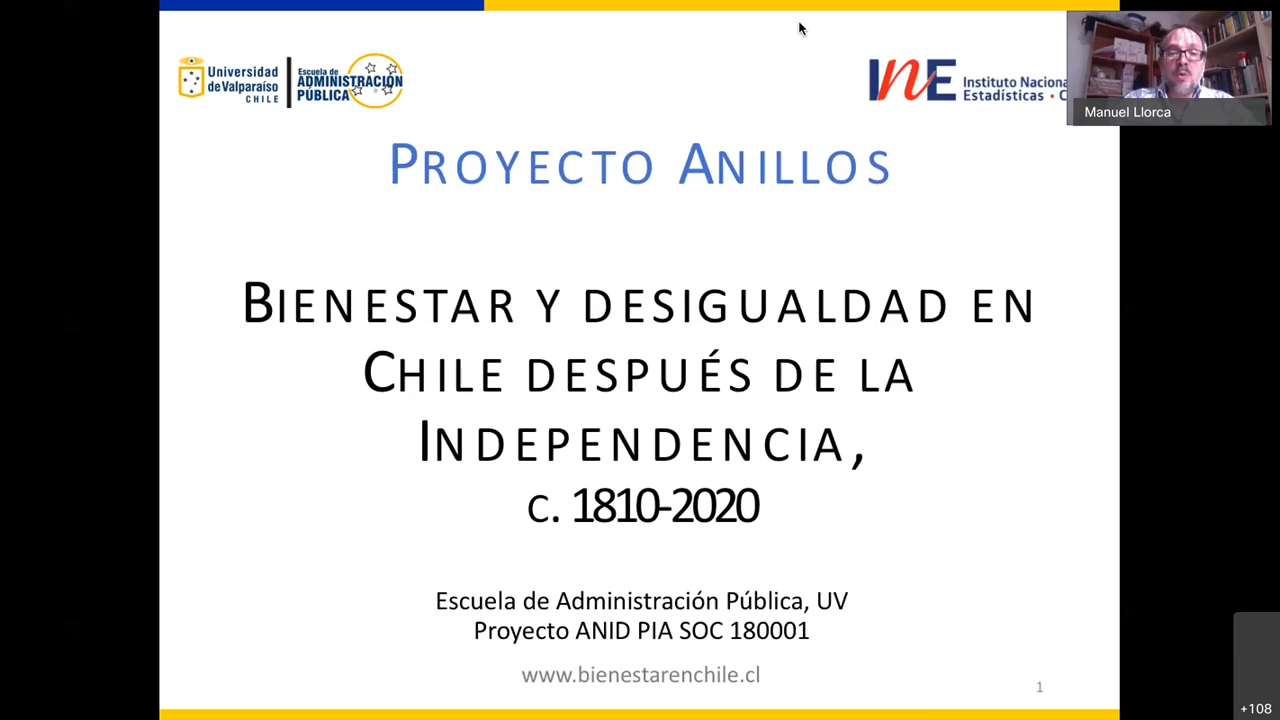 Universidad
de Valparaíso
CHILE
Escuela de
ADMINISTRACIÓN
PÚBLICA
INE
Instituto Naciona
Estadísticas • C
Manuel Llorca
PROYECTO ANILLOS
BIENESTAR Y DESIGUALDAD EN
CHILE DESPUÉS DE LA
INDEPENDENCIA,
C. 1810-2020
Escuela de Administración Pública, UV
Proyecto ANID PIA SOC 180001
www.bienestarenchile.cl
1
+108